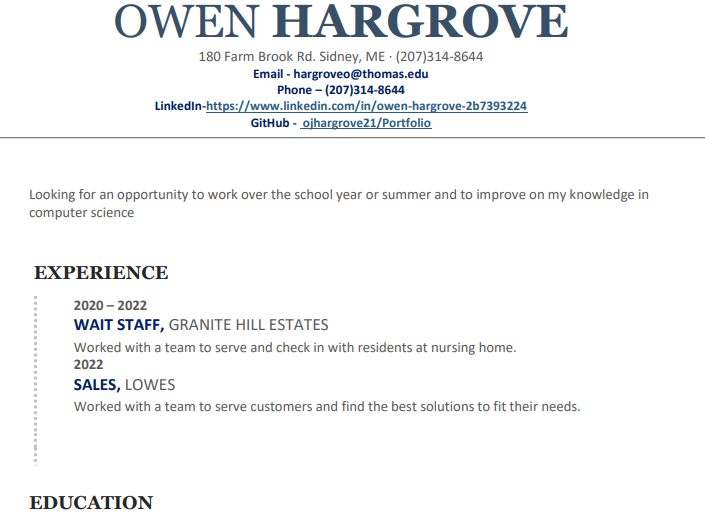 OWEN HARGROVE
180 Farm Brook Rd. Sidney, ME · (207)314-8644
Email - hargroveo@thomas.edu
Phone – (207)314-8644
LinkedIn-https://www.linkedin.com/in/owen-hargrove-2b7393224
GitHub - ojhargrove21/Portfolio
Looking for an opportunity to work over the school year or summer and to improve on my knowledge in
computer science
EXPERIENCE
2020 – 2022
WAIT STAFF, GRANITE HILL ESTATES
Worked with a team to serve and check in with residents at nursing home.
2022
SALES, LOWES
Worked with a team to serve customers and find the best solutions to fit their needs.
EDUCATION